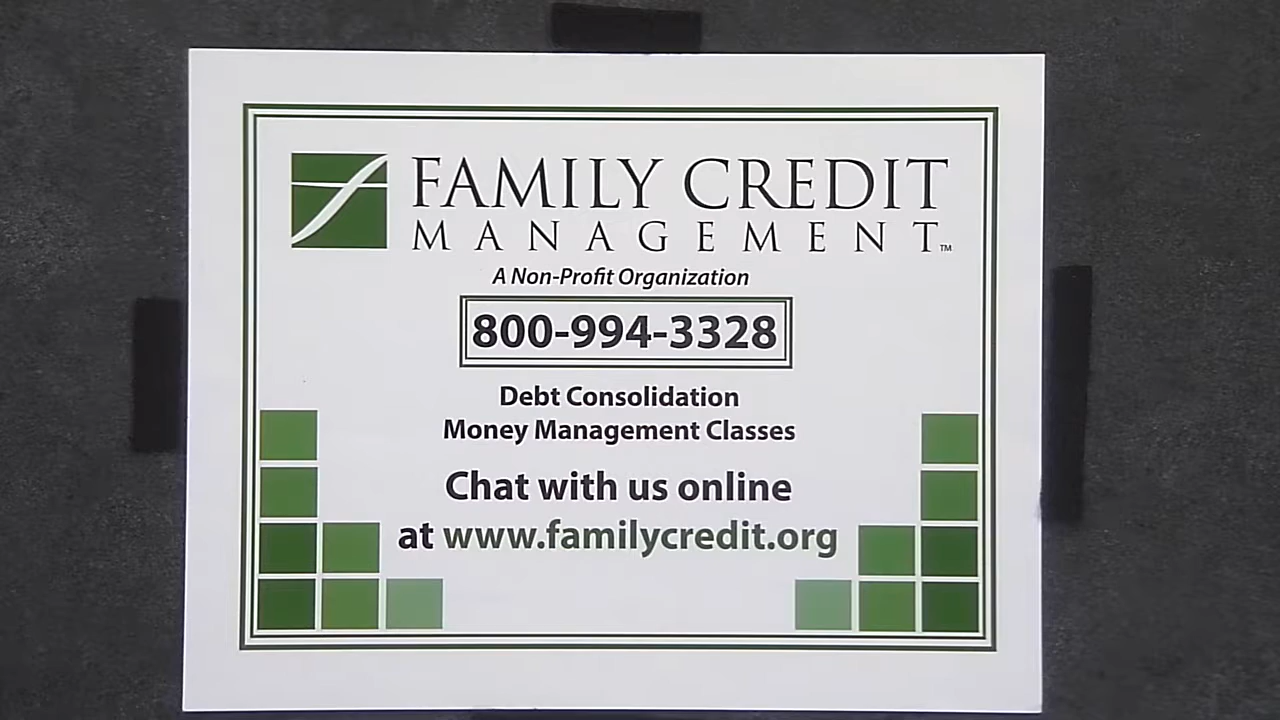 FAMILY CREDIT
MANAGEMENT™
A Non-Profit Organization
800-994-3328
Debt Consolidation
Money Management Classes
Chat with us online
at www.familycredit.org